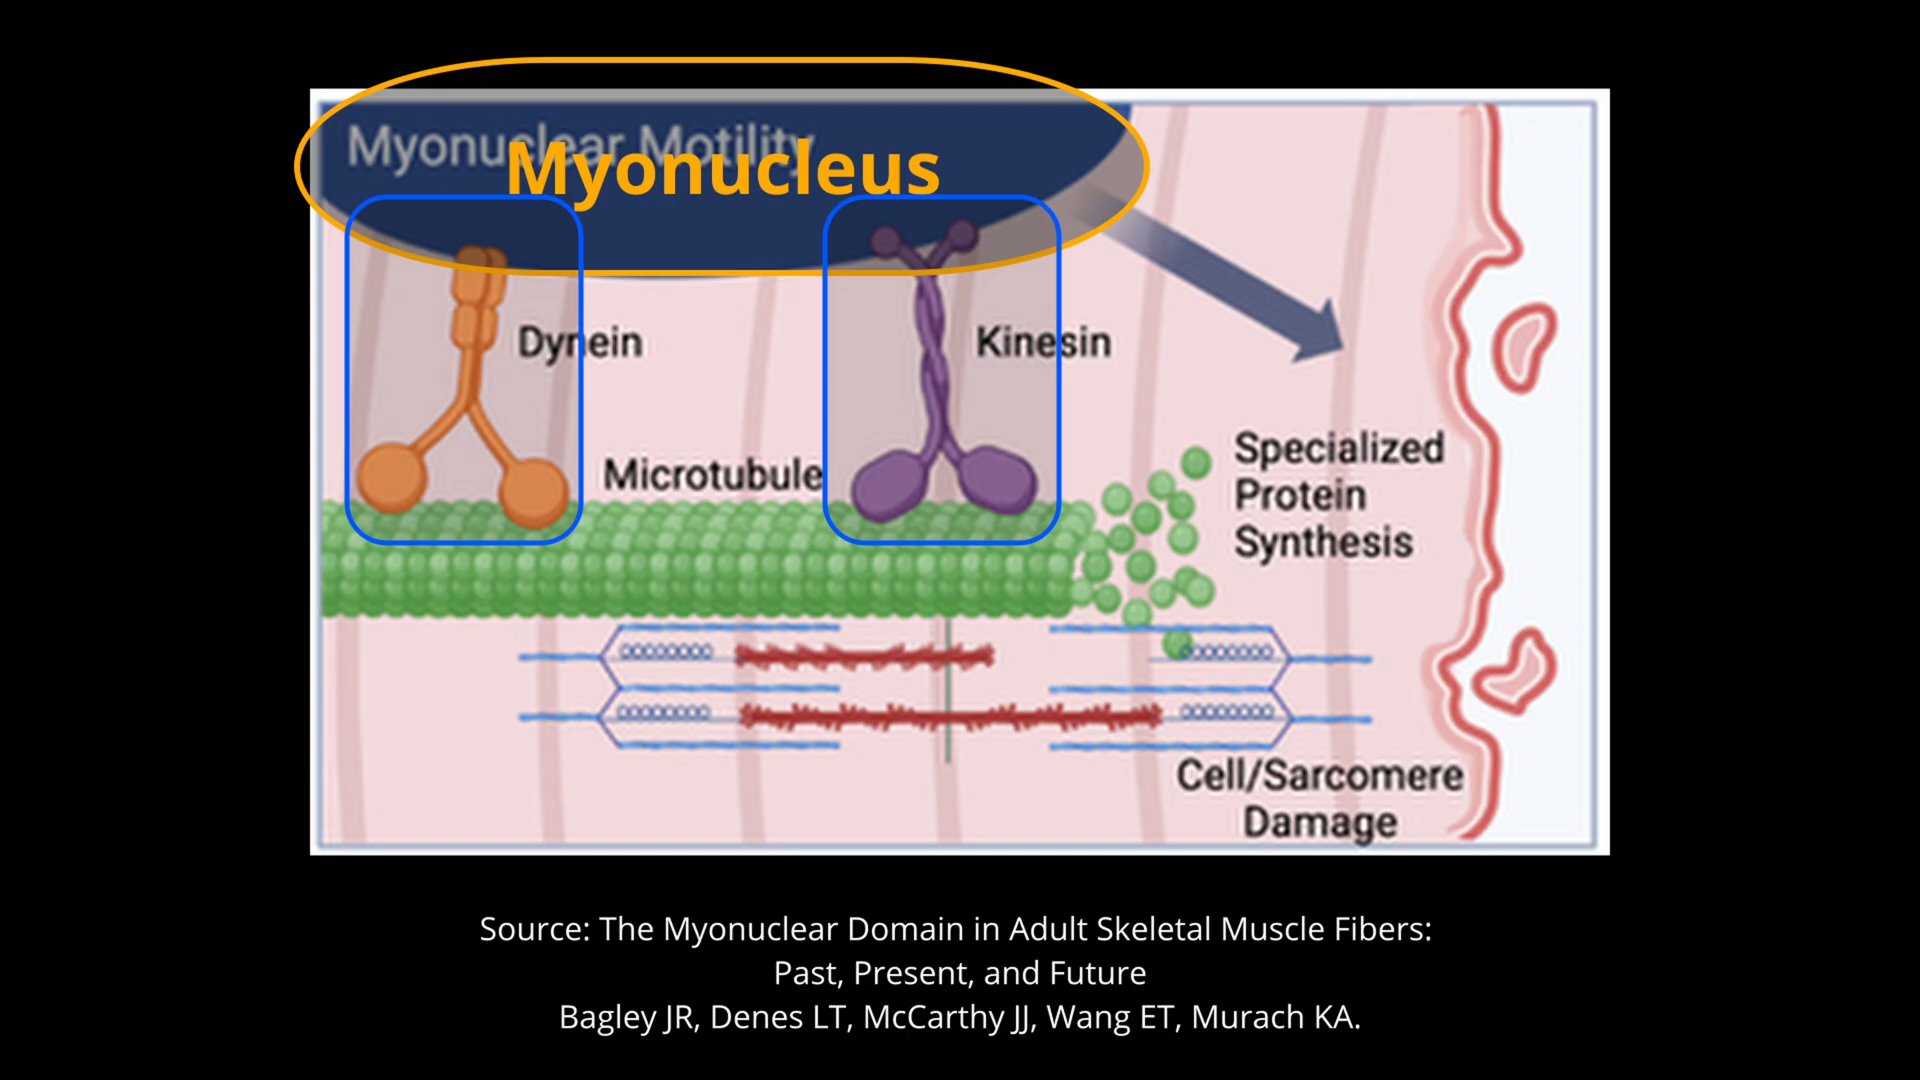 Myonuclear Motility
Myonucleus
Dynein
Kinesin
Microtubule
Specialized
Protein
Synthesis
Cell/Sarcomere
Damage
Source: The Myonuclear Domain in Adult Skeletal Muscle Fibers:
Past, Present, and Future
Bagley JR, Denes LT, McCarthy JJ, Wang ET, Murach KA.